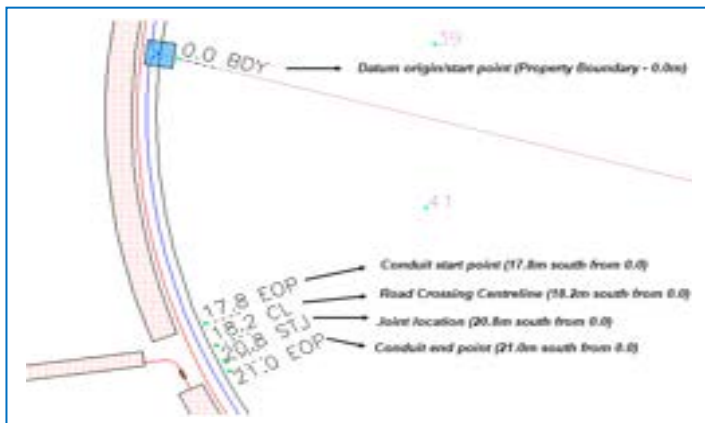 39
0.0 BDY
Datum origin/start point (Property Boundary - 0.0m)
41
Conduit start point (17.8m south from 0.0)
17.8 EOP
Road Crossing Centreline (18.2m south from 0.0)
18.2 CL
Joint location (20.8m south from 0.0)
20.8 STJ
Conduit end point (21.0m south from 0.0)
21.0 EOP